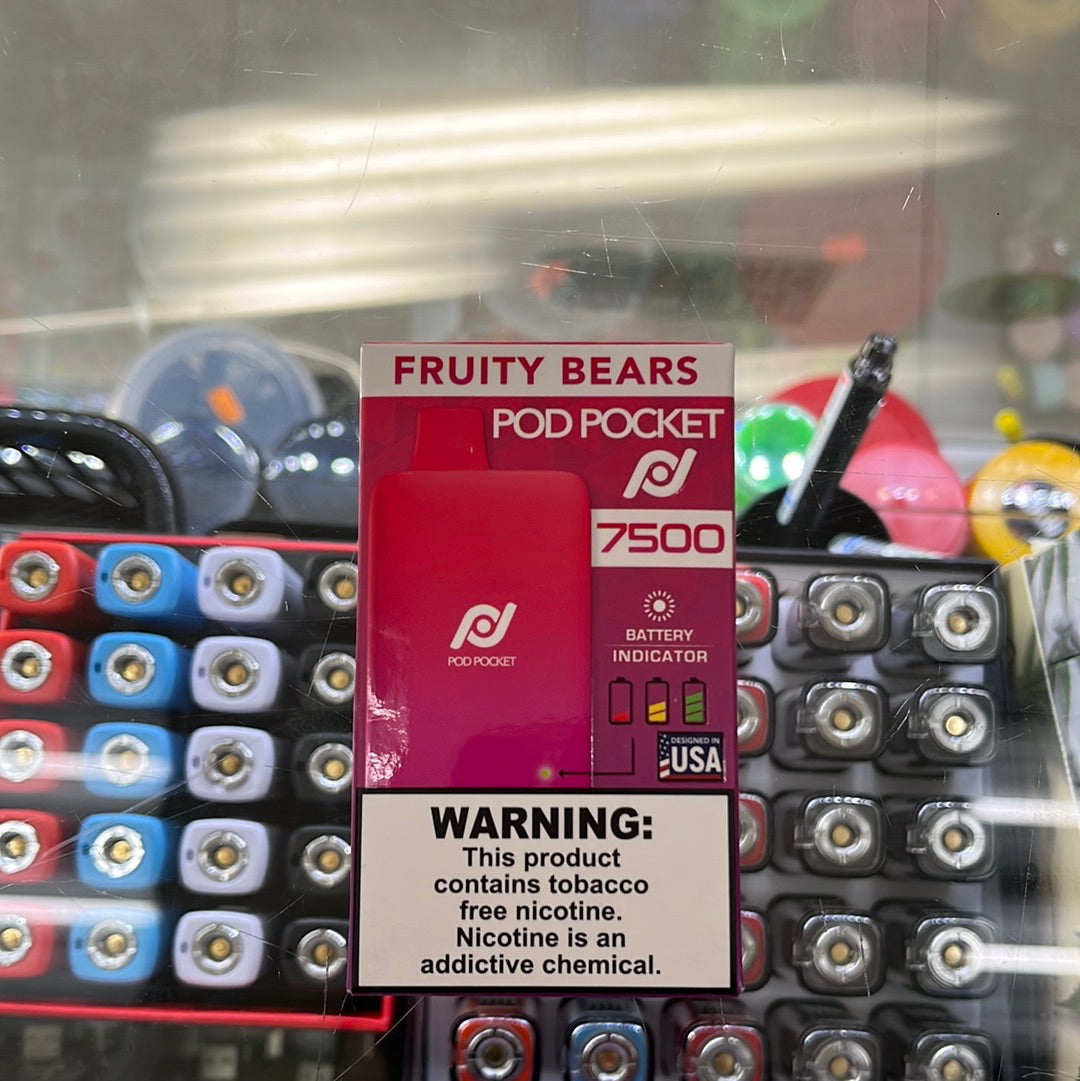 FRUITY BEARS
POD POCKET
7500
POD POCKET
BATTERY
INDICATOR
DESIGNED IN
USA
WARNING:
This product
contains tobacco
free nicotine.
Nicotine is an
addictive chemical.